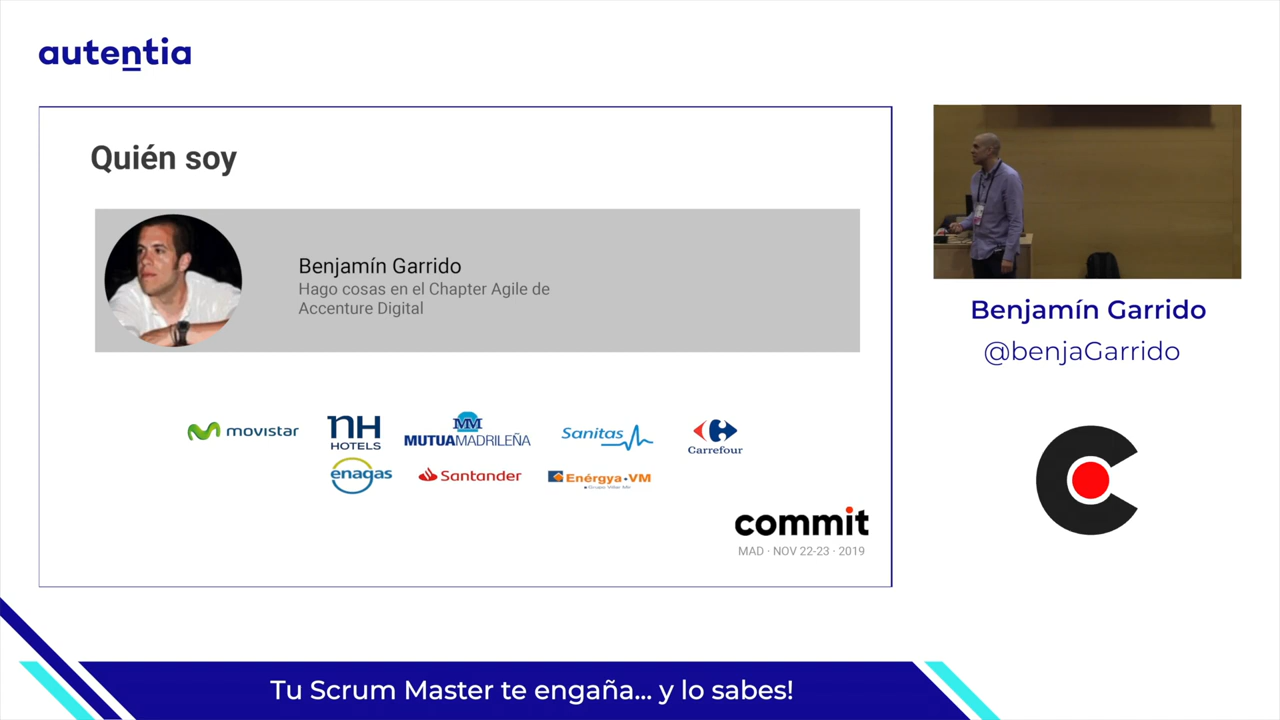 autentia
Quién soy
Benjamín Garrido
Hago cosas en el Chapter Agile de
Accenture Digital
movistar
nH
HOTELS
MM
MUTUAMADRILEÑA
Sanitas
Carrefour
enagas
Santander
Enérgya·VM
commit
MAD · NOV 22-23 · 2019
Benjamín Garrido
@benjaGarrido
Tu Scrum Master te engaña... y lo sabes!